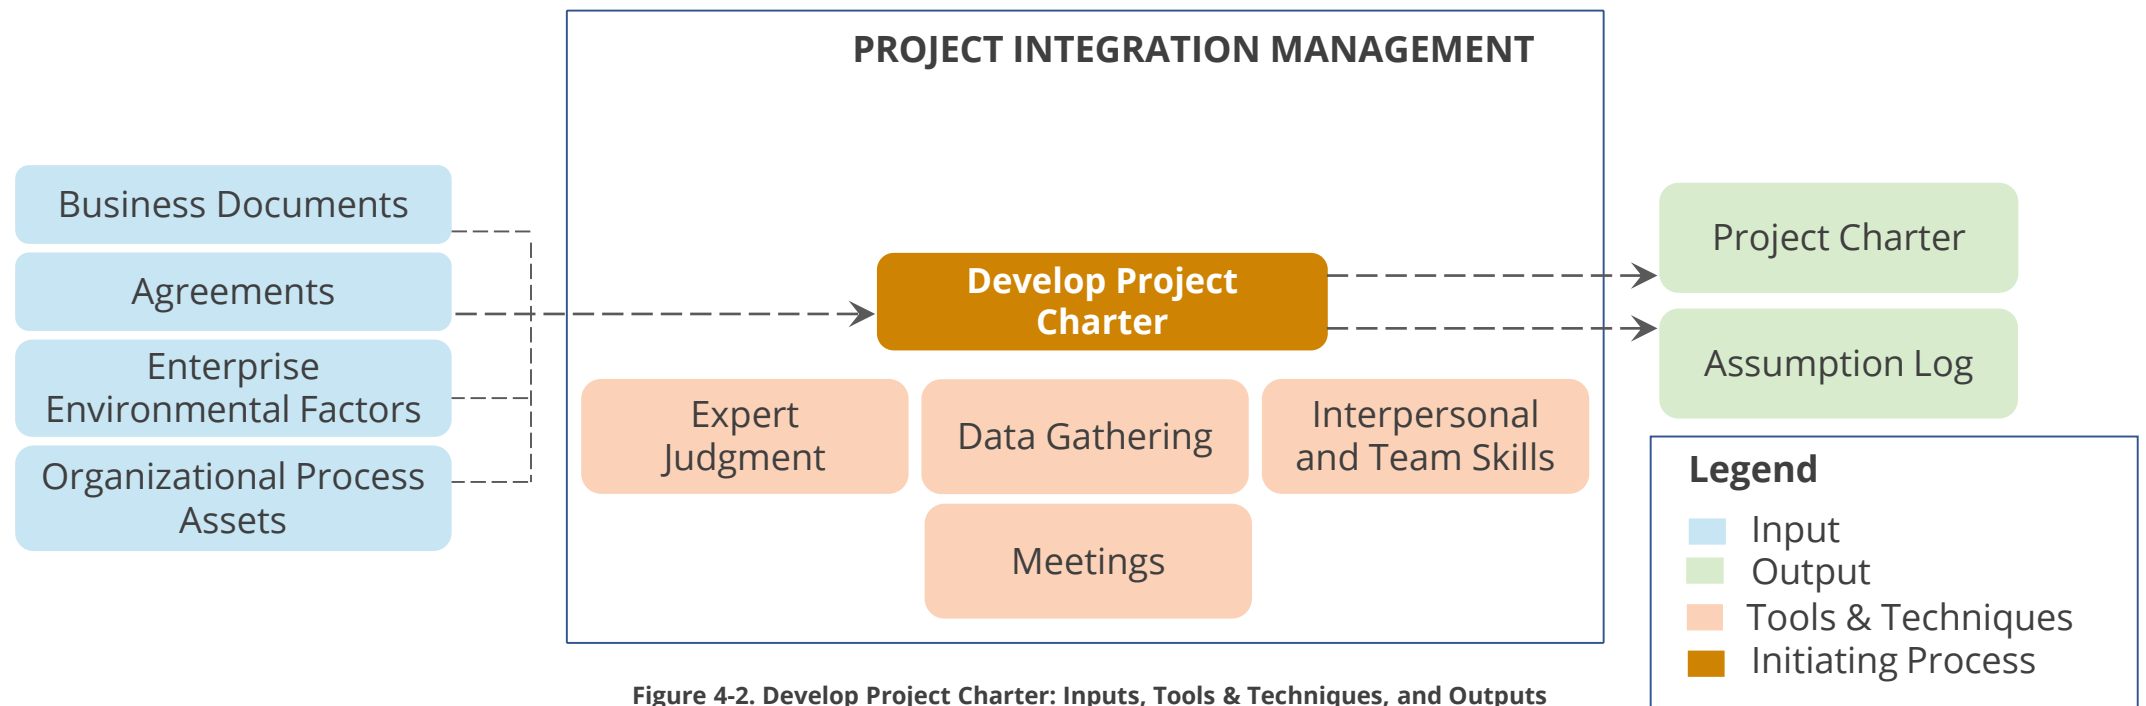 PROJECT INTEGRATION MANAGEMENT
Business Documents
Agreements
Enterprise
Environmental Factors
Organizational Process
Assets
Develop Project
Charter
Expert
Judgment
Data Gathering
Interpersonal
and Team Skills
Meetings
Project Charter
Assumption Log
Legend
Input
Output
Tools & Techniques
Initiating Process
Figure 4-2. Develop Project Charter: Inputs, Tools & Techniques, and Outputs